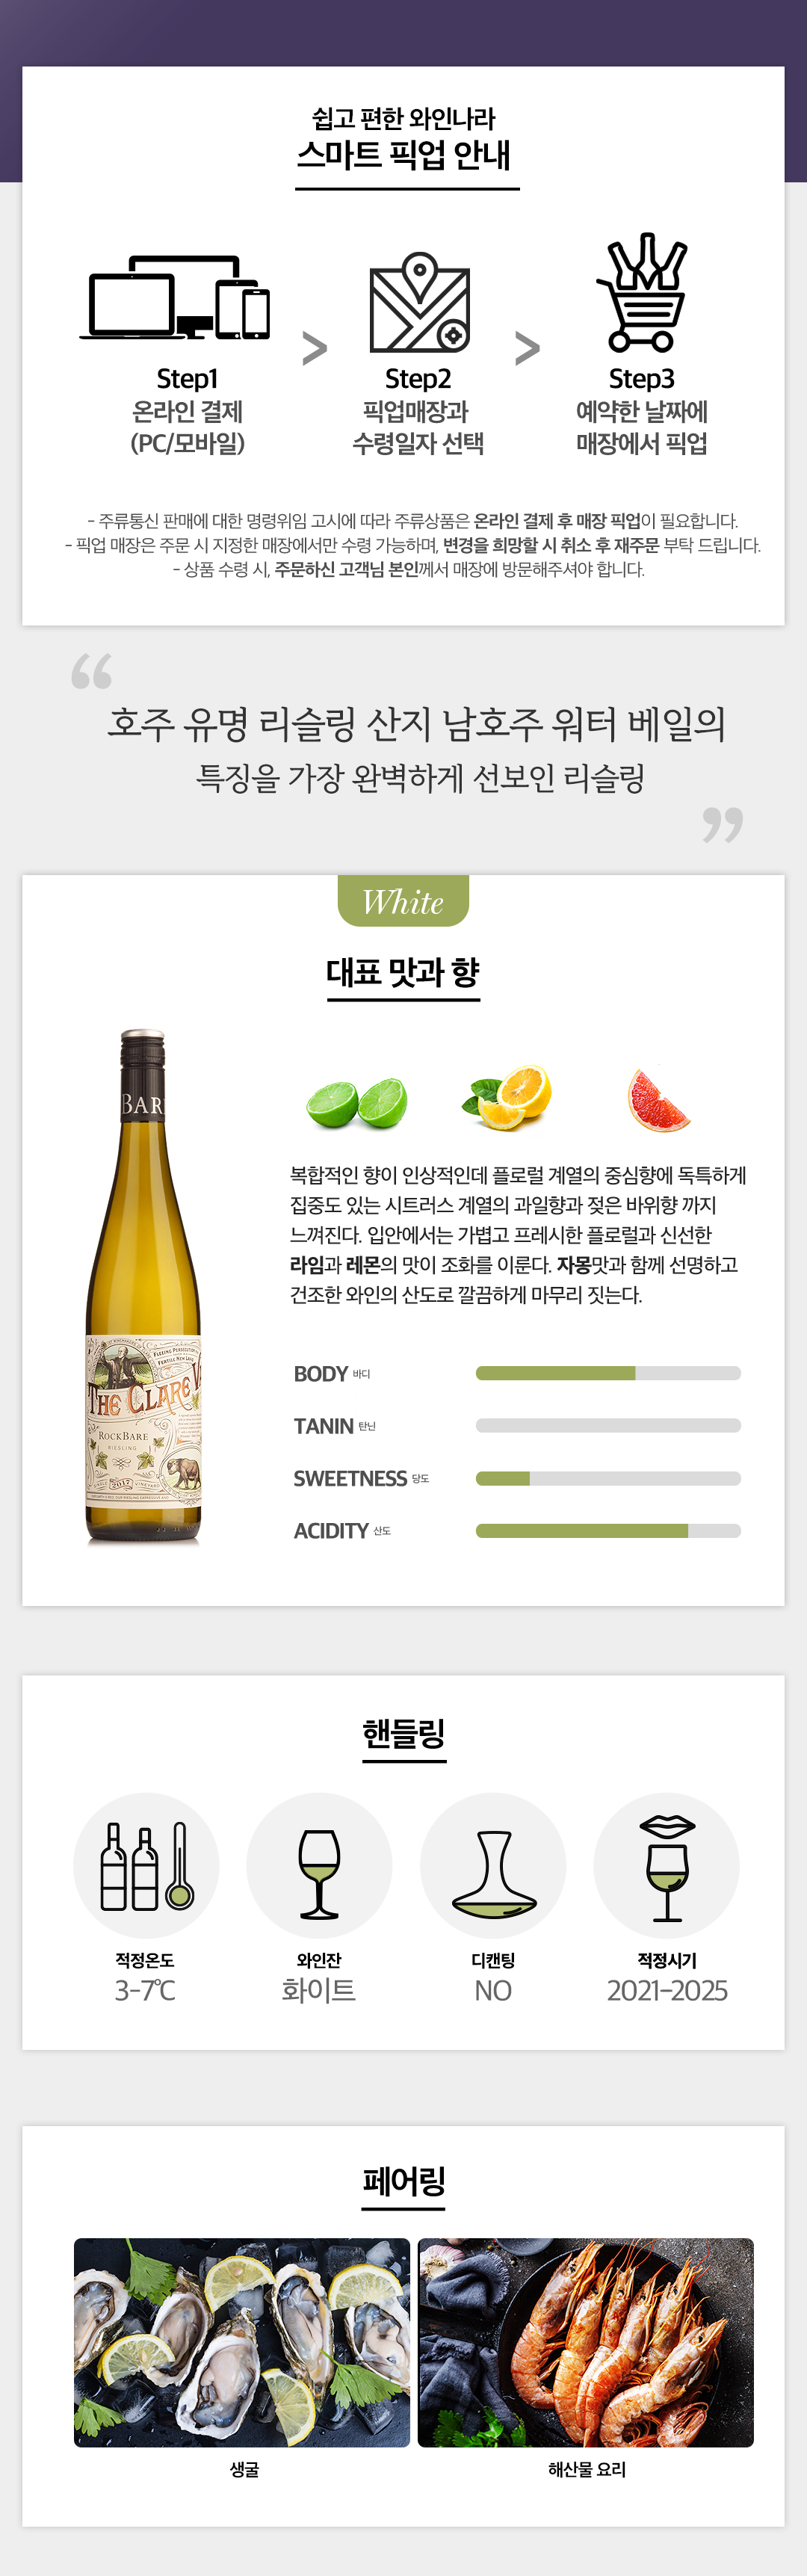 쉽고 편한 와인나라
스마트 픽업 안내
Step1
온라인 결제
(PC/모바일)
>
Step2
픽업매장과
수령일자 선택
>
Step3
예약한 날짜에
매장에서 픽업
- 주류통신 판매에 대한 명령위임 고시에 따라 주류상품은 온라인 결제 후 매장 픽업이 필요합니다.
- 픽업 매장은 주문 시 지정한 매장에서만 수령 가능하며, 변경을 희망할 시 취소 후 재주문 부탁 드립니다.
- 상품 수령 시, 주문하신 고객님 본인께서 매장에 방문해주셔야 합니다.
“
호주 유명 리슬링 산지 남호주 워터 베일의
특징을 가장 완벽하게 선보인 리슬링
”
White
대표 맛과 향
BAR
THE CLARE V
ROCKBARE
RIESLING
2017
VINEYARD
복합적인 향이 인상적인데 플로럴 계열의 중심향에 독특하게
집중도 있는 시트러스 계열의 과일향과 젖은 바위향 까지
느껴진다. 입안에서는 가볍고 프레시한 플로럴과 신선한
라임과 레몬의 맛이 조화를 이룬다. 자몽맛과 함께 선명하고
건조한 와인의 산도로 깔끔하게 마무리 짓는다.
BODY 바디
TANIN 탄닌
SWEETNESS 당도
ACIDITY 산도
핸들링
적정온도
3-7℃
와인잔
화이트
디캔팅
NO
적정시기
2021-2025
페어링
생굴
해산물 요리